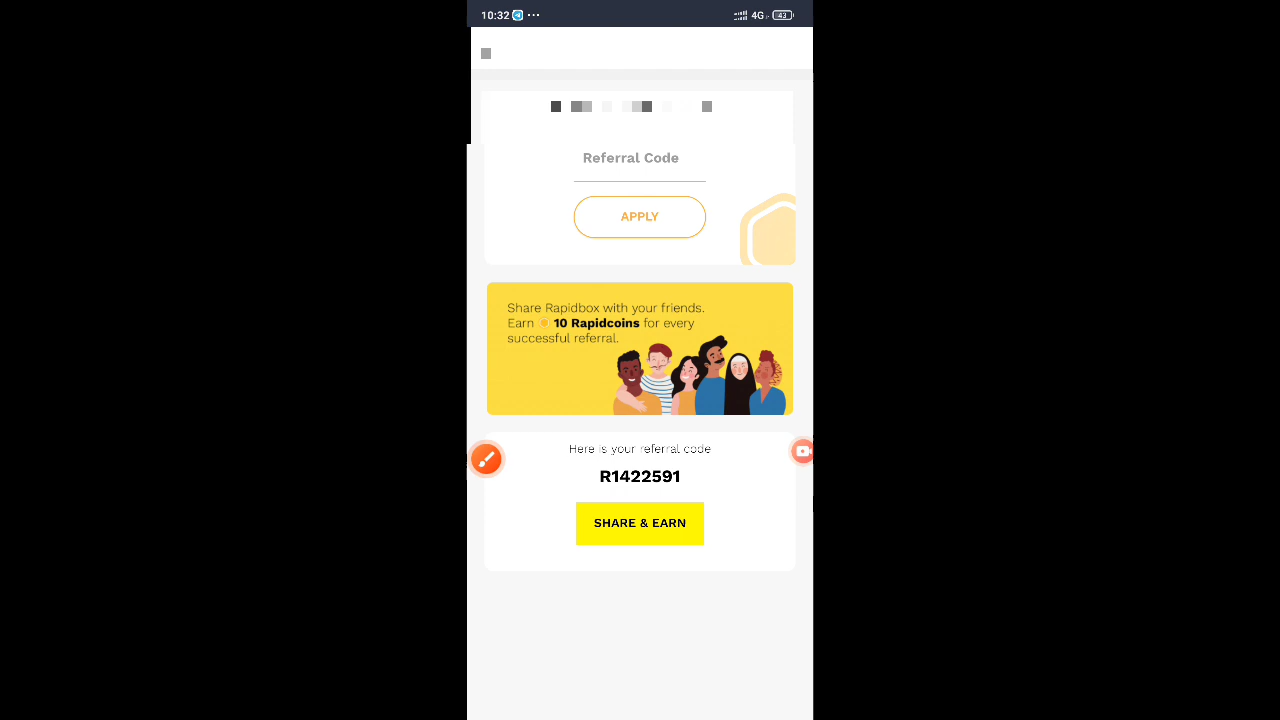 10:32
4G
43
Referral Code
APPLY
Share Rapidbox with your friends.
Earn 10 Rapidcoins for every
successful referral.
Here is your referral code
R1422591
SHARE & EARN